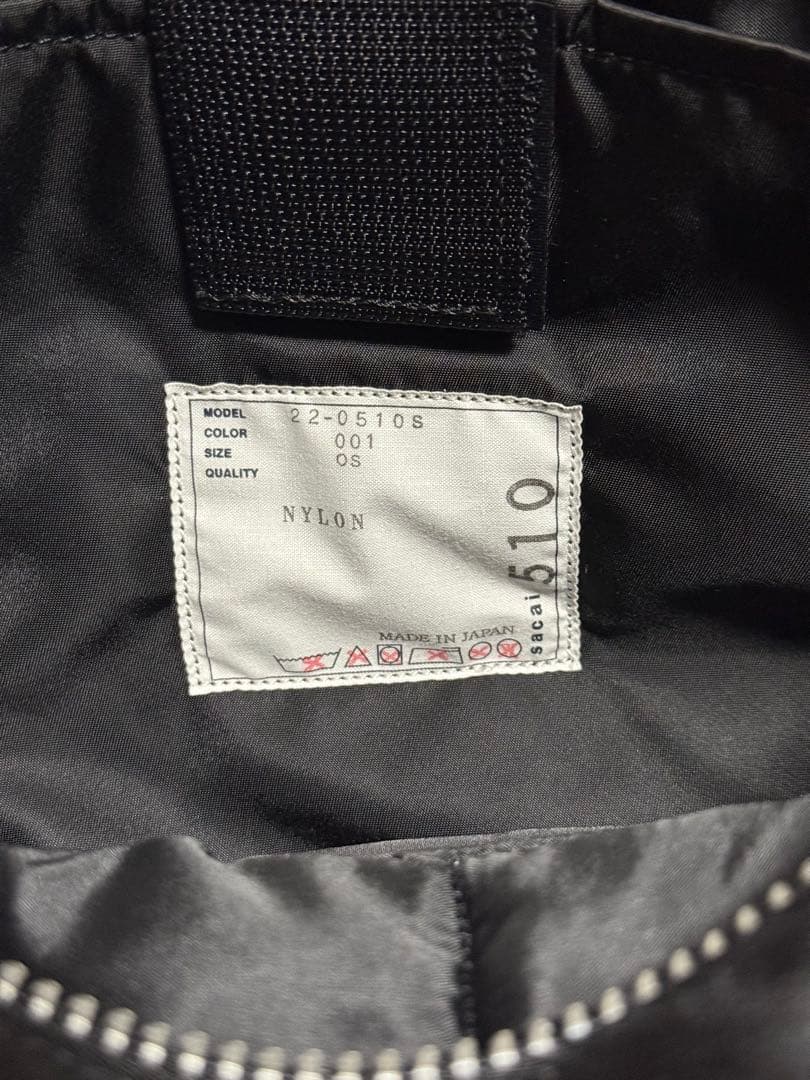 MODEL 22-0510S
COLOR 001
SIZE OS
QUALITY
NYLON
MADE IN JAPAN
sacai 510